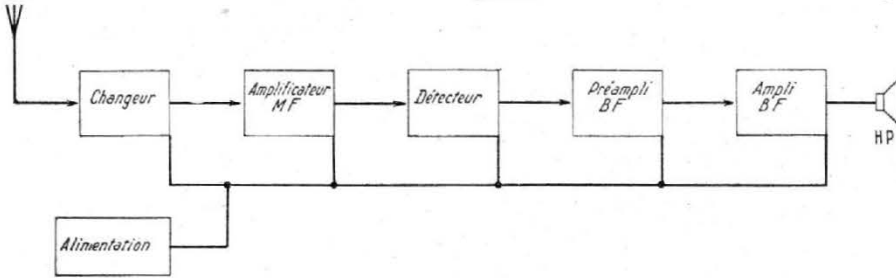 Changeur
Amplificateur
MF
Détecteur
Préampli
BF
Ampli
BF
HP
Alimentation